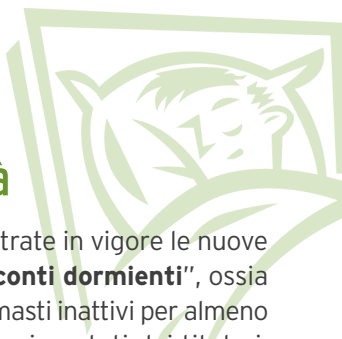 à
trate in vigore le nuove
conti dormienti”, ossia
masti inattivi per almeno